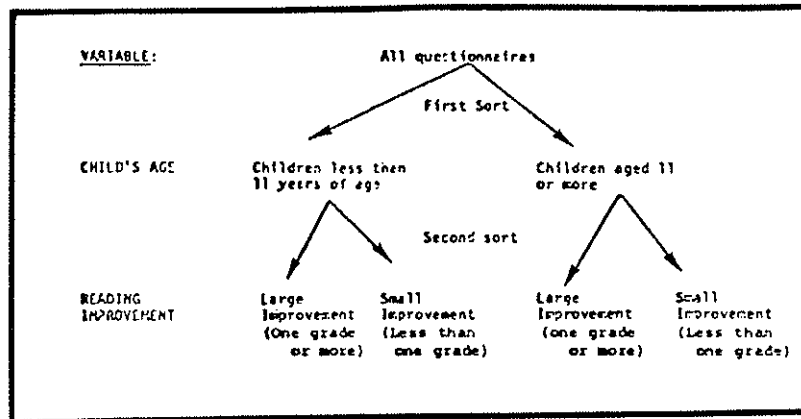 VARIABLE: All questionnaires
First Sort
CHILD'S AGE Children less than Children aged 11
11 years of age or more
Second sort
READING Large Small Large Small
IMPROVEMENT Improvement Improvement Improvement Improvement
(One grade (Less than (one grade (Less than
or more) one grade) or more) one grade)